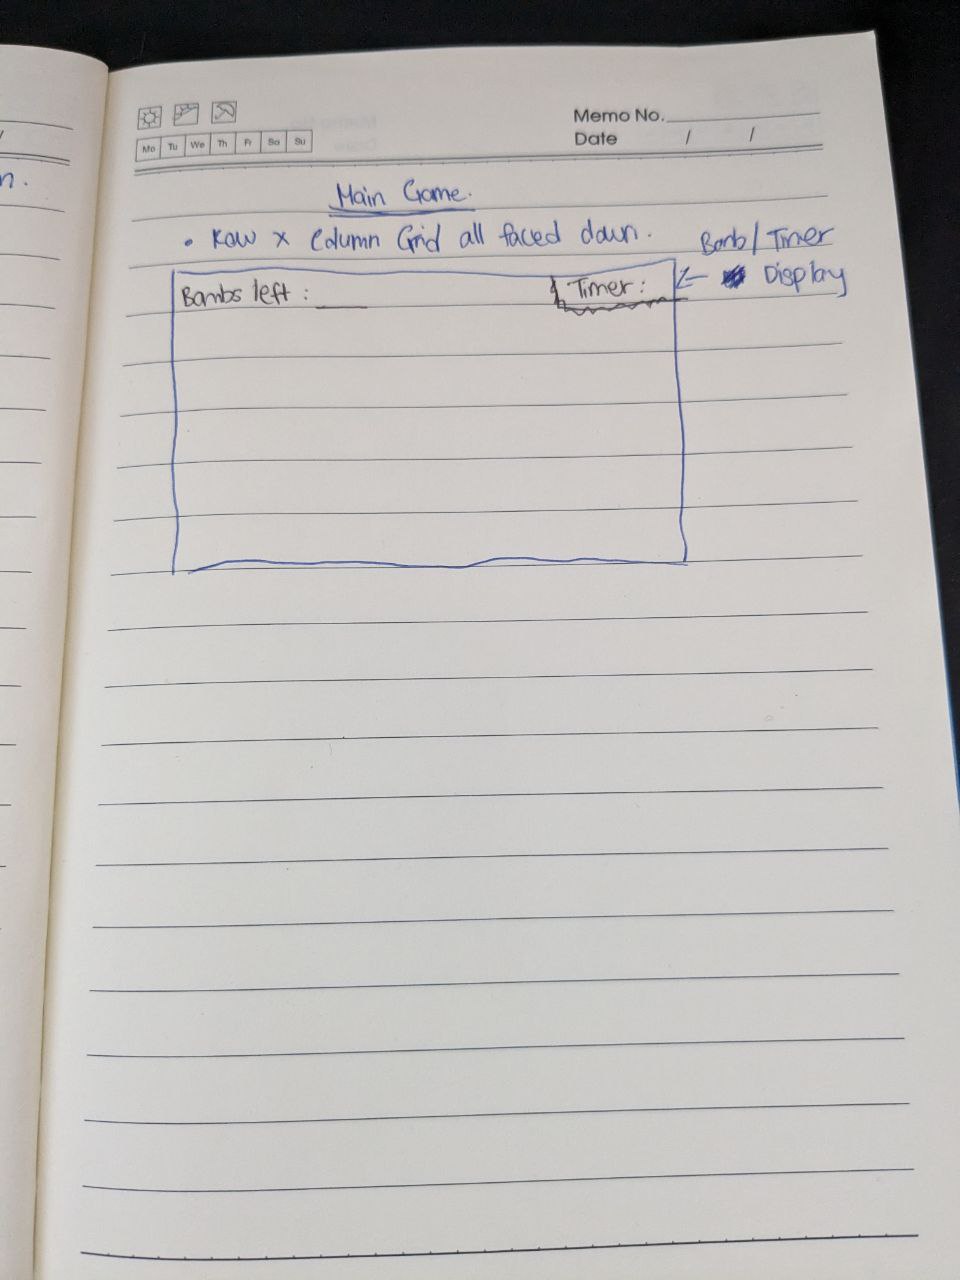 Memo No.
Mo Tu We Th Fr Sa Su
Date / /
Main Game.
• Row x Column Grid all faced down.
Bomb/Timer
Display
Bombs left :
Timer :
n.